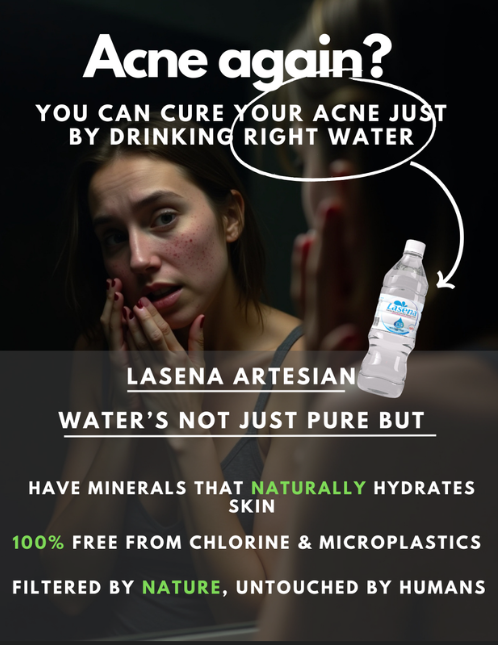 Acne again?
YOU CAN CURE YOUR ACNE JUST
BY DRINKING RIGHT WATER
Lasena
LASENA ARTESIAN
WATER'S NOT JUST PURE BUT
HAVE MINERALS THAT NATURALLY HYDRATES
SKIN
100% FREE FROM CHLORINE & MICROPLASTICS
FILTERED BY NATURE, UNTOUCHED BY HUMANS